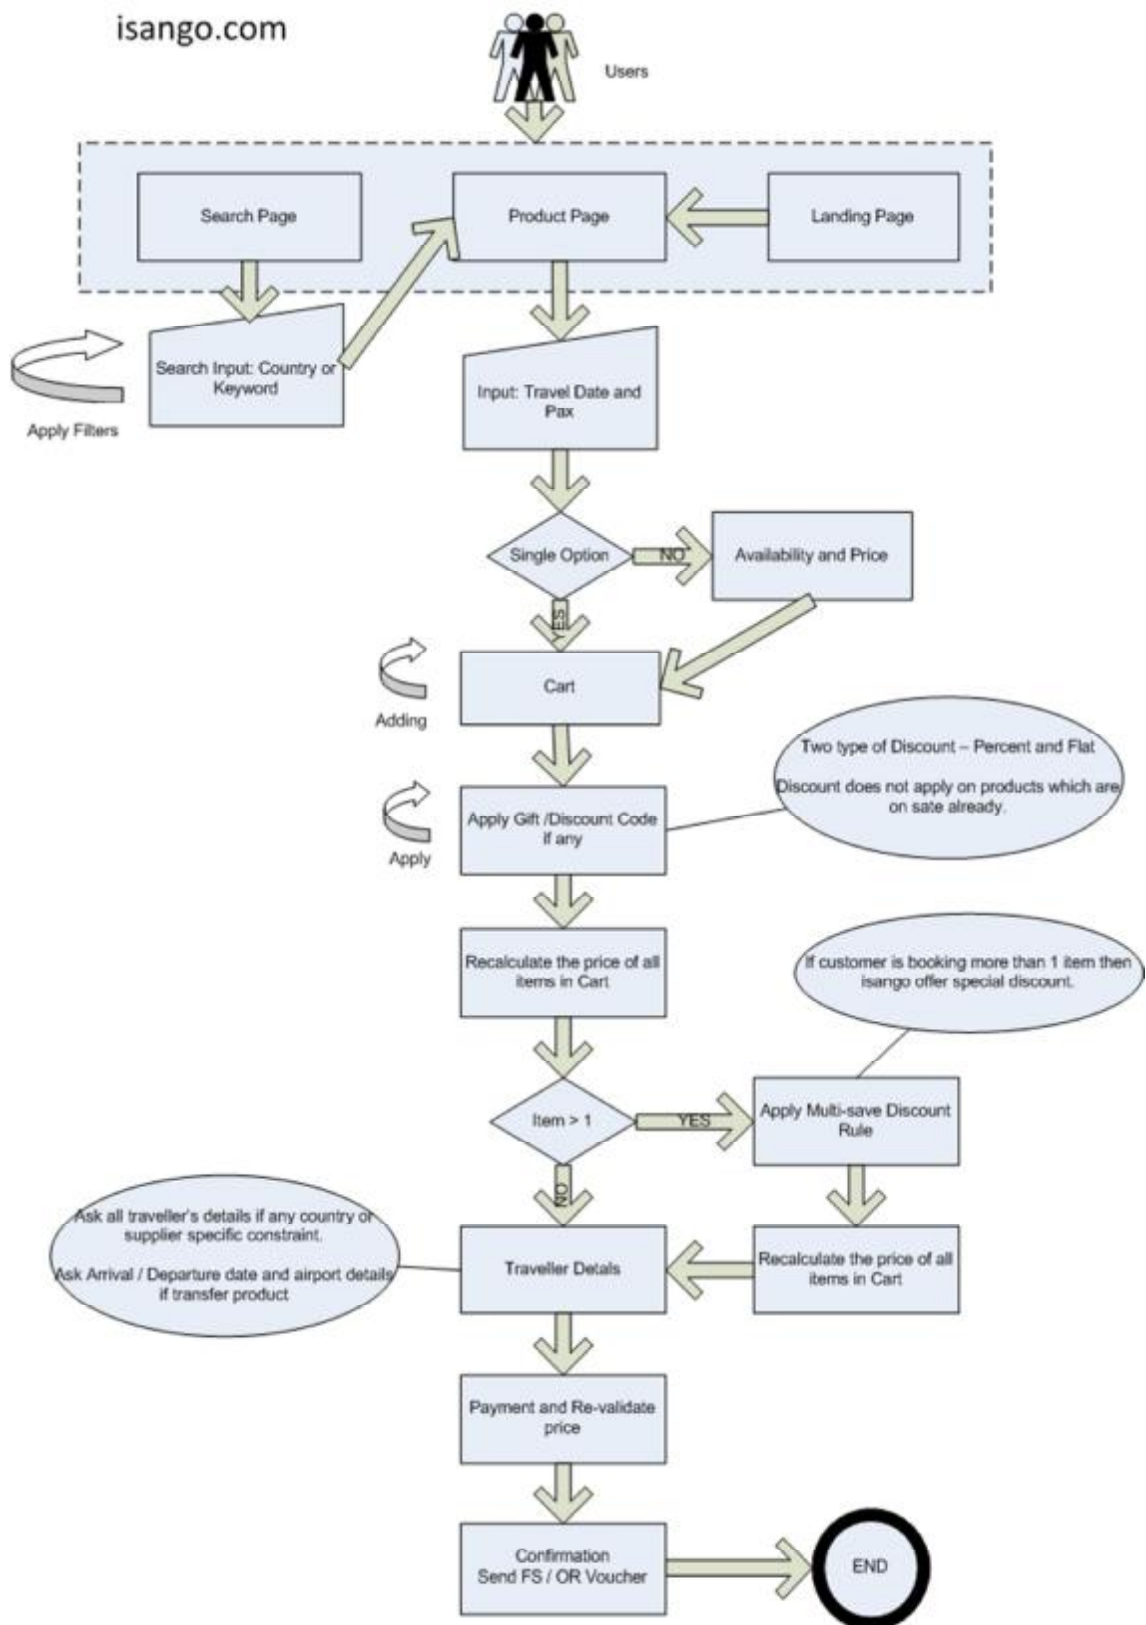 isango.com
Users
Search Page
Product Page
Landing Page
Search Input: Country or
Keyword
Apply Filters
Input: Travel Date and
Pax
Single Option
NO
Availability and Price
YES
Cart
Adding
Two type of Discount – Percent and Flat
Discount does not apply on products which are
on sate already.
Apply Gift /Discount Code
if any
Apply
Recalculate the price of all
items in Cart
If customer is booking more than 1 item then
isango offer special discount.
Item > 1
YES
Apply Multi-save Discount
Rule
NO
Ask all traveller's details if any country or
supplier specific constraint.
Ask Arrival / Departure date and airport details
if transfer product
Traveller Detals
Recalculate the price of all
items in Cart
Payment and Re-validate
price
Confirmation
Send FS / OR Voucher
END